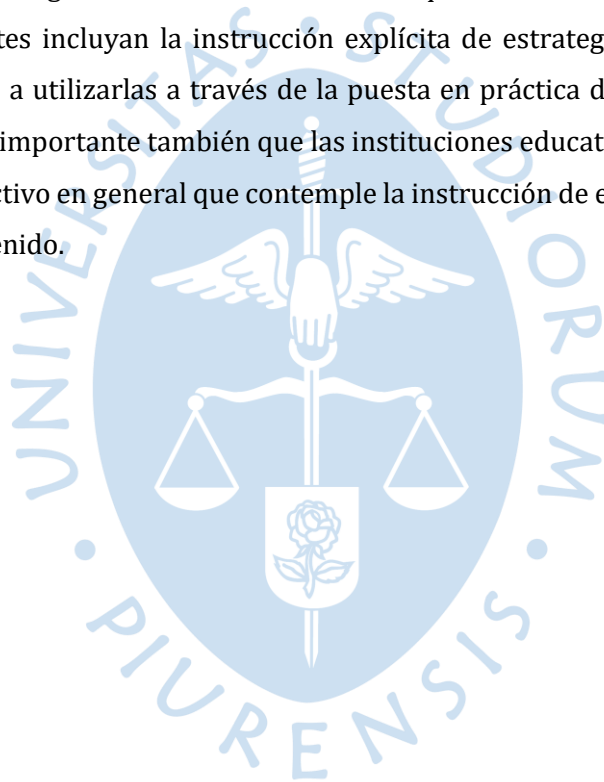 tes incluyan la instrucción explícita de estrateg
a utilizarlas a través de la puesta en práctica d
importante también que las instituciones educat
ctivo en general que contemple la instrucción de e
enido.
UNIVERSITAS • STUDIORUM • PIURENSIS •